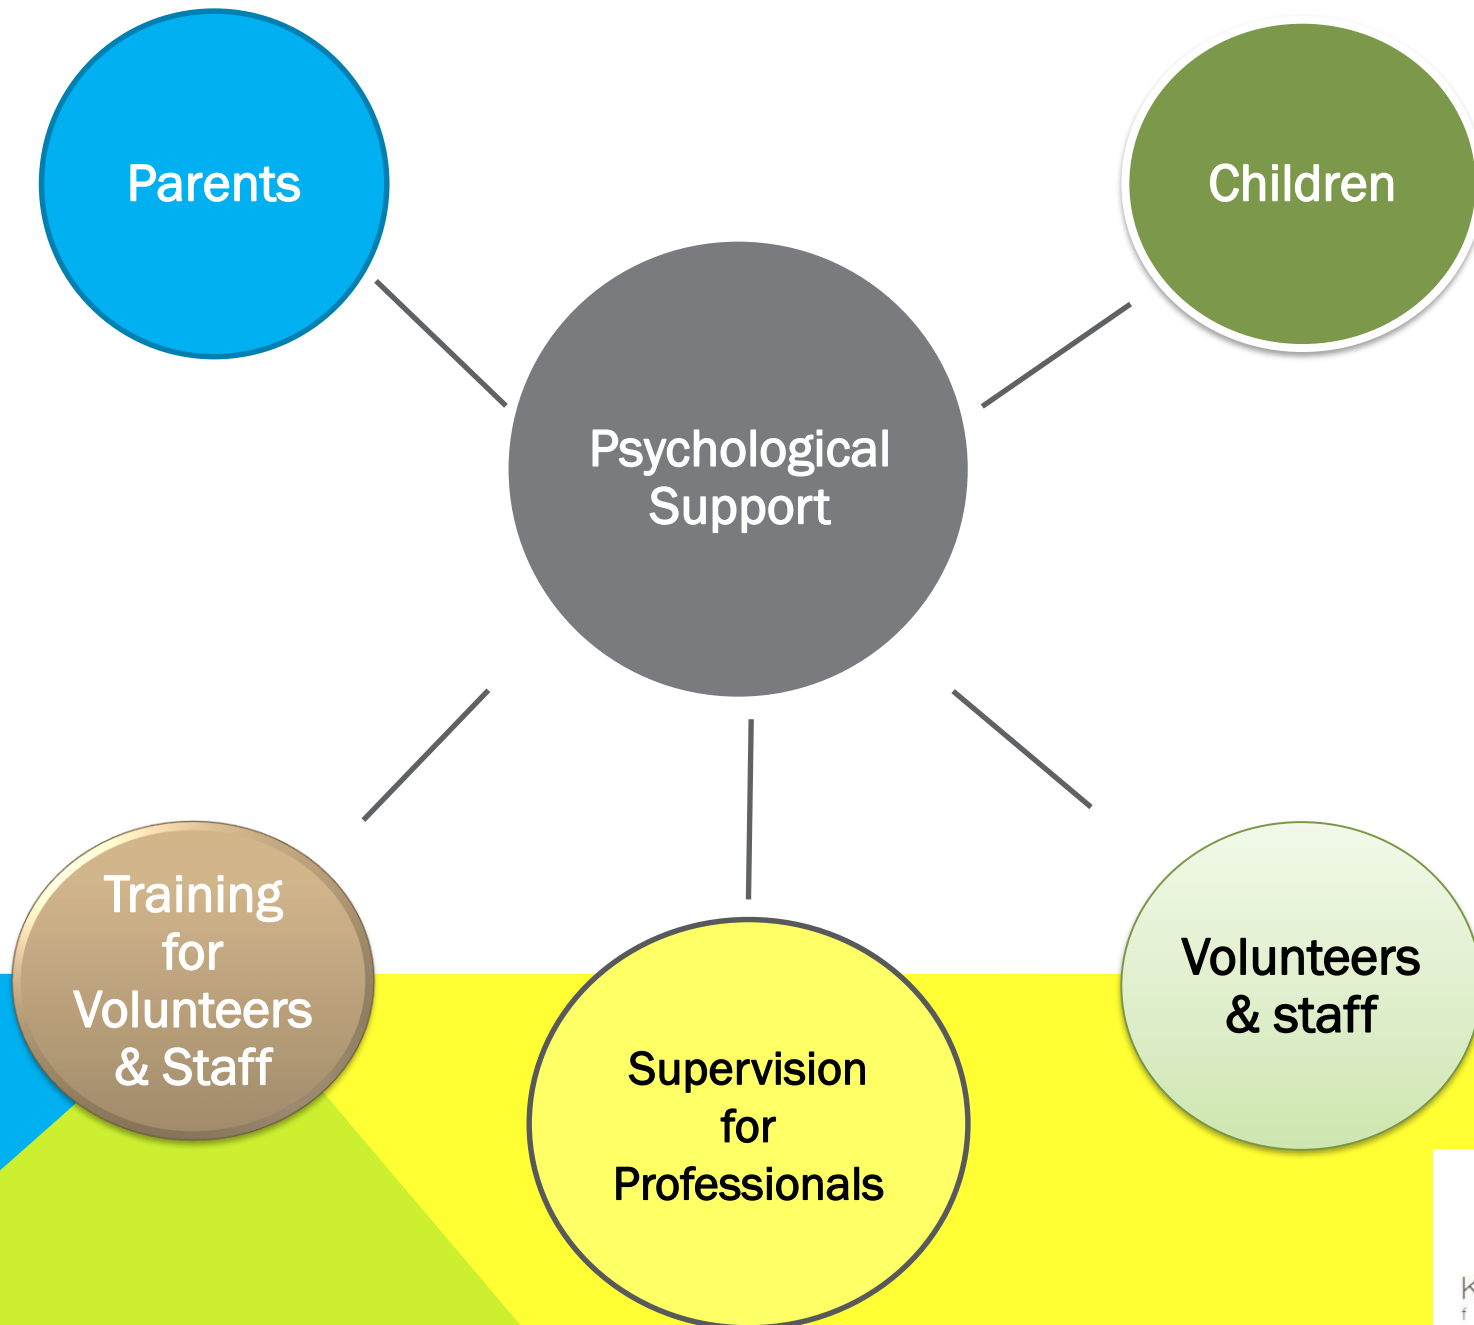 Parents
Children
Psychological
Support
Training
for
Volunteers
& Staff
Supervision
for
Professionals
Volunteers
& staff